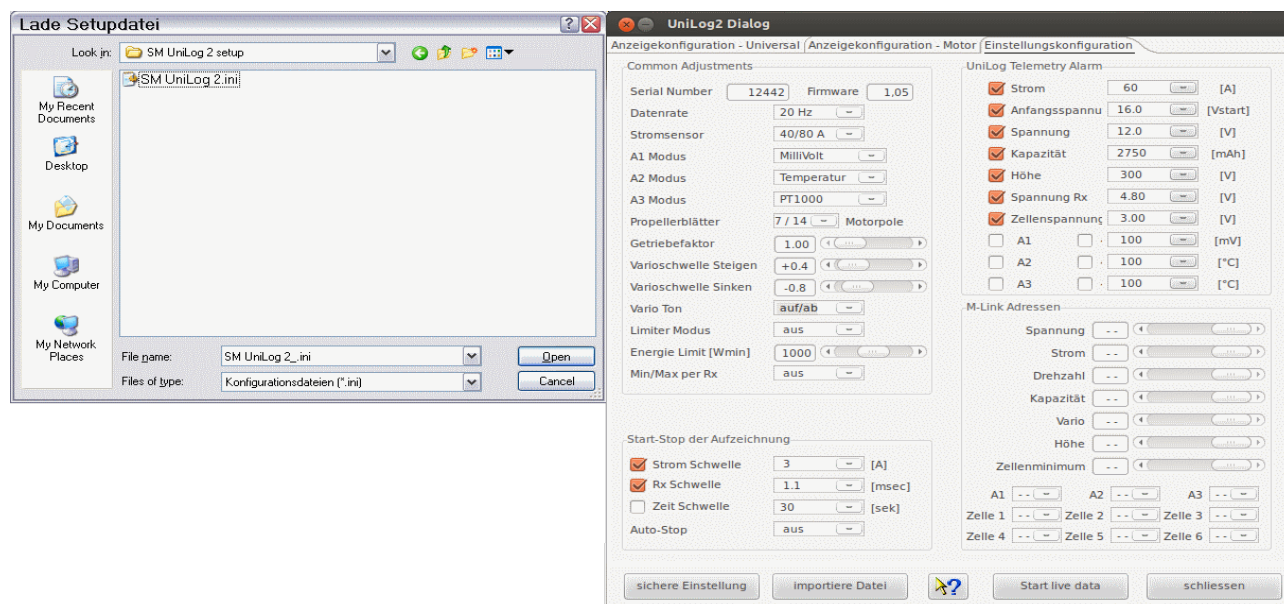 Lade Setupdatei
Look in: SM UniLog 2 setup
SM UniLog 2.ini
My Recent
Documents
Desktop
My Documents
My Computer
My Network
Places
File name: SM UniLog 2_.ini Open
Files of type: Konfigurationsdateien (*.ini) Cancel
UniLog2 Dialog
Anzeigekonfiguration - Universal Anzeigekonfiguration - Motor Einstellungskonfiguration
Common Adjustments
Serial Number 12442 Firmware 1,05
Datenrate 20 Hz
Stromsensor 40/80 A
A1 Modus MilliVolt
A2 Modus Temperatur
A3 Modus PT1000
Propellerblätter 7 / 14 Motorpole
Getriebefaktor 1.00
Varioschwelle Steigen +0.4
Varioschwelle Sinken -0.8
Vario Ton auf/ab
Limiter Modus aus
Energie Limit [Wmin] 1000
Min/Max per Rx aus
Start-Stop der Aufzeichnung
Strom Schwelle 3 [A]
Rx Schwelle 1.1 [msec]
Zeit Schwelle 30 [sek]
Auto-Stop aus
UniLog Telemetry Alarm
Strom 60 [A]
Anfangsspannu 16.0 [Vstart]
Spannung 12.0 [V]
Kapazität 2750 [mAh]
Höhe 300 [V]
Spannung Rx 4.80 [V]
Zellenspannung 3.00 [V]
A1 100 [mV]
A2 100 [°C]
A3 100 [°C]
M-Link Adressen
Spannung - -
Strom - -
Drehzahl - -
Kapazität - -
Vario - -
Höhe - -
Zellenminimum - -
A1 - - A2 - - A3 - -
Zelle 1 - - Zelle 2 - - Zelle 3 - -
Zelle 4 - - Zelle 5 - - Zelle 6 - -
sichere Einstellung importiere Datei ? Start live data schliessen